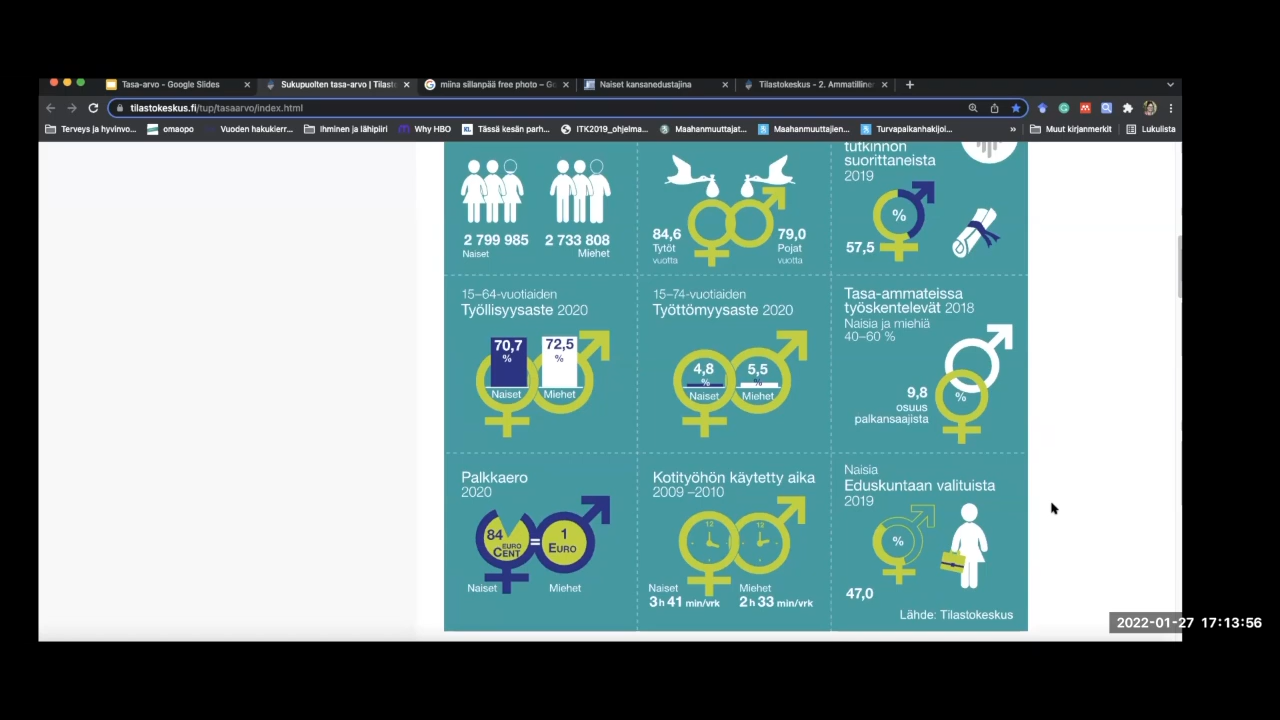 Tasa-arvo - Google Slides
Sukupuolten tasa-arvo | Tilast
miina sillanpää free photo – Go
Naiset kansanedustajina
Tilastokeskus - 2. Ammatilliner
tilastokeskus.fi/tup/tasaarvo/index.html
Terveys ja hyvinvo...
omaopo
Vuoden hakukierr...
Ihminen ja lähipiiri
Why HBO
Tässä kesän parh...
ITK2019_ohjelma...
Maahanmuuttajat...
Maahanmuuttajien...
Turvapaikanhakijoi...
»
Muut kirjanmerkit
Lukulista
2 799 985
Naiset
2 733 808
Miehet
84,6
Tytöt
vuotta
79,0
Pojat
vuotta
tutkinnon
suorittaneista
2019
%
57,5
15–64-vuotiaiden
Työllisyysaste 2020
70,7
%
Naiset
72,5
%
Miehet
15–74-vuotiaiden
Työttömyysaste 2020
4,8
%
Naiset
5,5
%
Miehet
Tasa-ammateissa
työskentelevät 2018
Naisia ja miehiä
40–60 %
9,8
osuus
palkansaajista
%
Palkkaero
2020
84 EURO
CENT
=
1
EURO
Naiset
Miehet
Kotityöhön käytetty aika
2009 –2010
12
12
Naiset
3 h 41 min/vrk
Miehet
2 h 33 min/vrk
Naisia
Eduskuntaan valituista
2019
%
47,0
Lähde: Tilastokeskus
2022-01-27 17:13:56